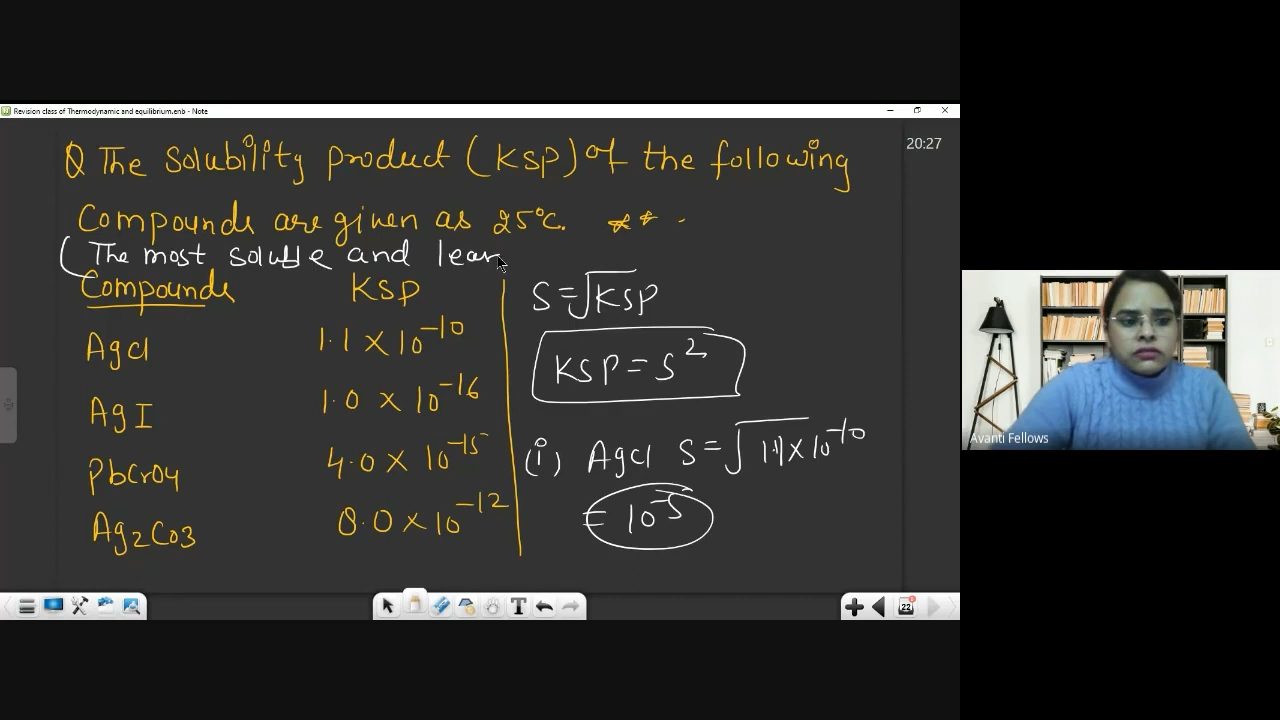 Revision class of Thermodynamic and equilibrium.enb - Note
20:27
Q The Solubility product (KSP) of the following
Compounds are given as 25°C. ** -
(The most soluble and lear
Compounds KSP
AgCl 1.1 × 10⁻¹⁰
AgI 1.0 × 10⁻¹⁶
PbCrO4 4.0 × 10⁻¹⁵
Ag2CO3 8.0 × 10⁻¹²
S=√KSP
KSP = S²
(i) AgCl S=√1.1×10⁻¹⁰
= 10⁻⁵
Avanti Fellows
T
22